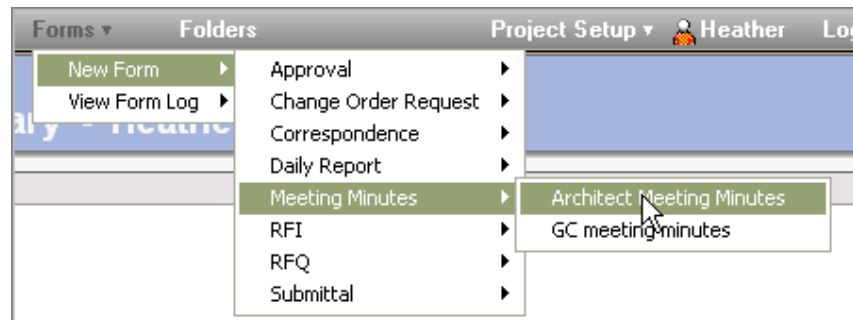 Forms ▾ Folders Project Setup ▾ Heather
New Form
View Form Log
Approval
Change Order Request
Correspondence
Daily Report
Meeting Minutes
RFI
RFQ
Submittal
Architect Meeting Minutes
GC meeting minutes